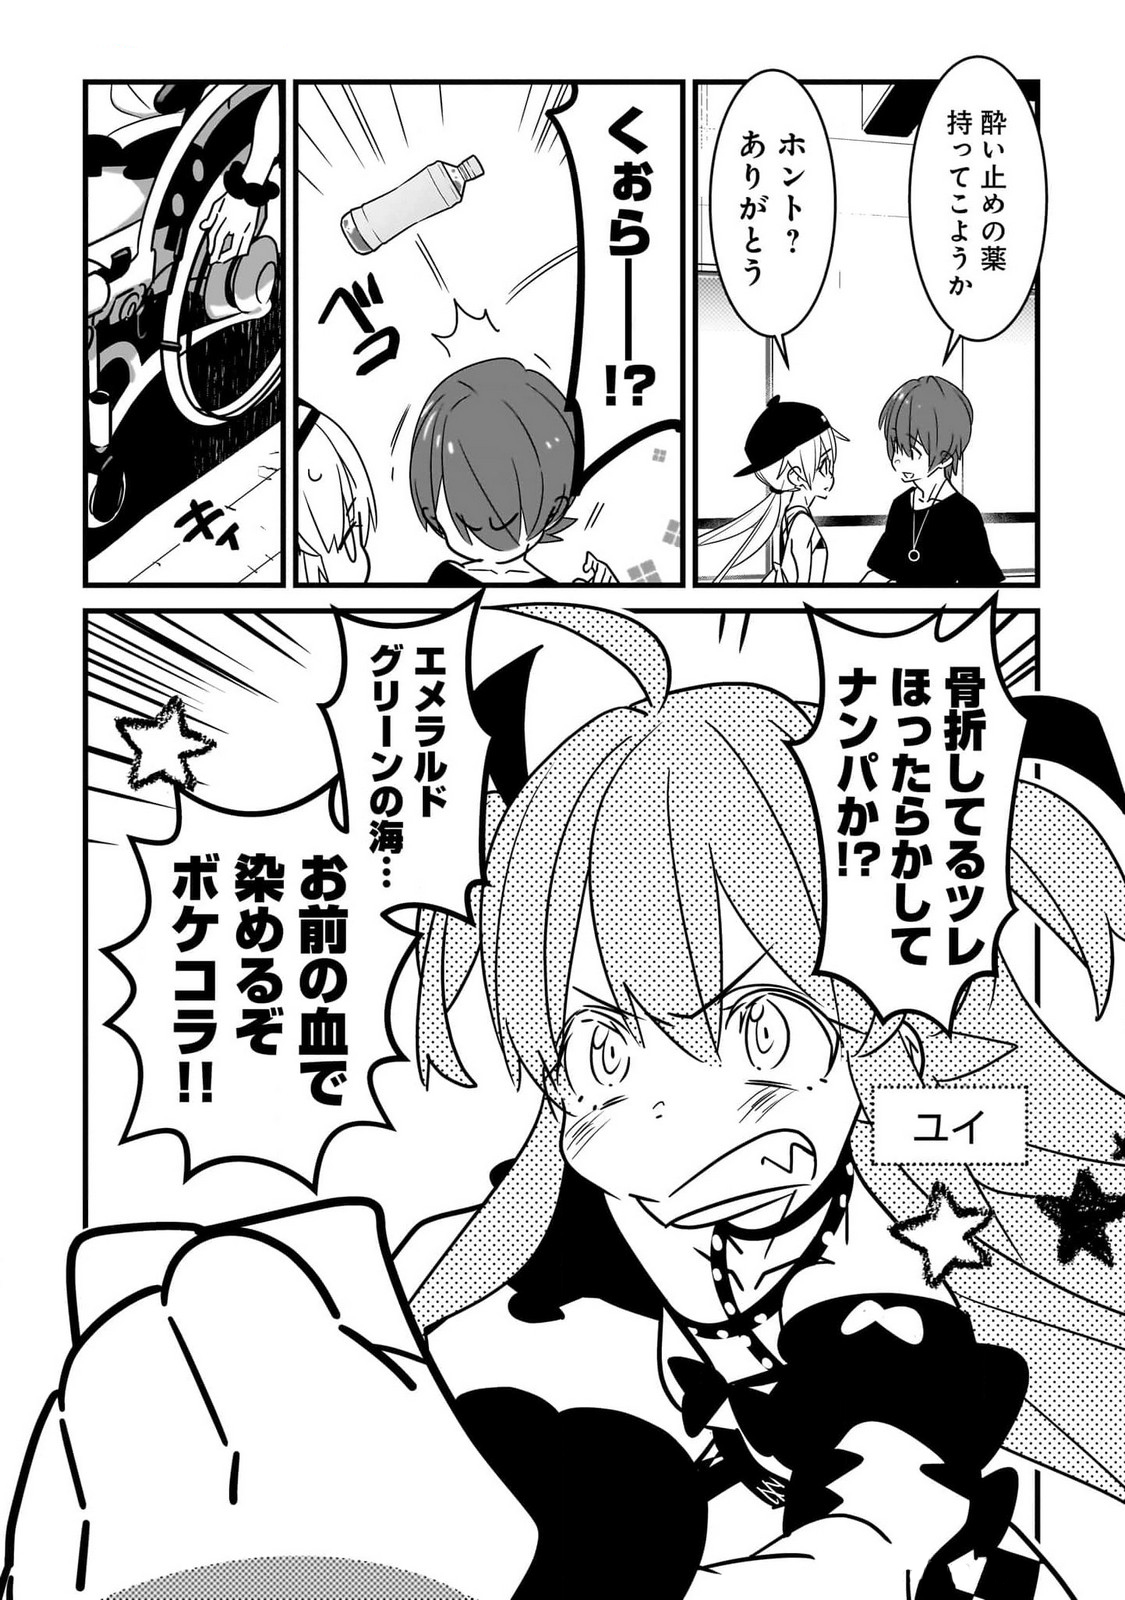 酔い止めの薬
持ってこようか
ホント?
ありがとう
くぉらー!?
ベコ
キィ
骨折してるツレ
ほったらかして
ナンパか!?
エメラルド
グリーンの海…
お前の血で
染めるぞ
ボケコラ!!
ユイ